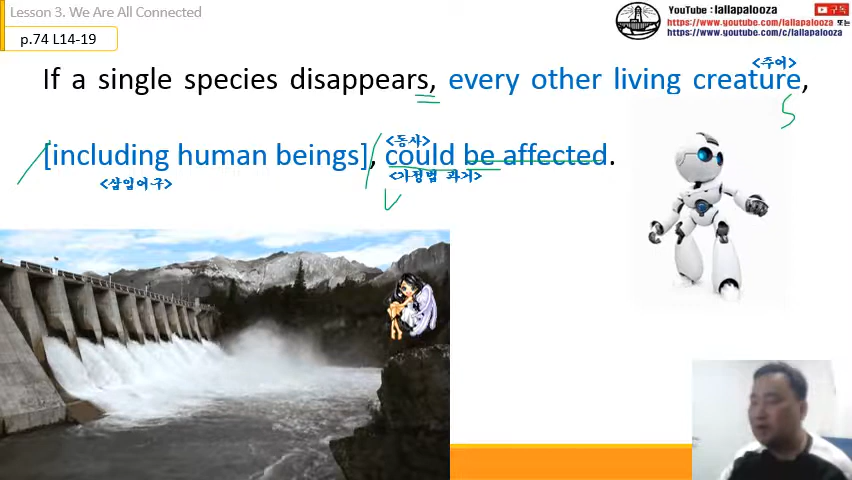 Lesson 3. We Are All Connected
YouTube : lallapalooza
구독
https://www.youtube.com/lallapalooza 또는
https://www.youtube.com/c/lallapalooza
p.74 L14-19
<주어>
If a single species disappears, every other living creature,
S
<동사>
[including human beings], could be affected.
<삽입어구>
<가정법 과거>
V